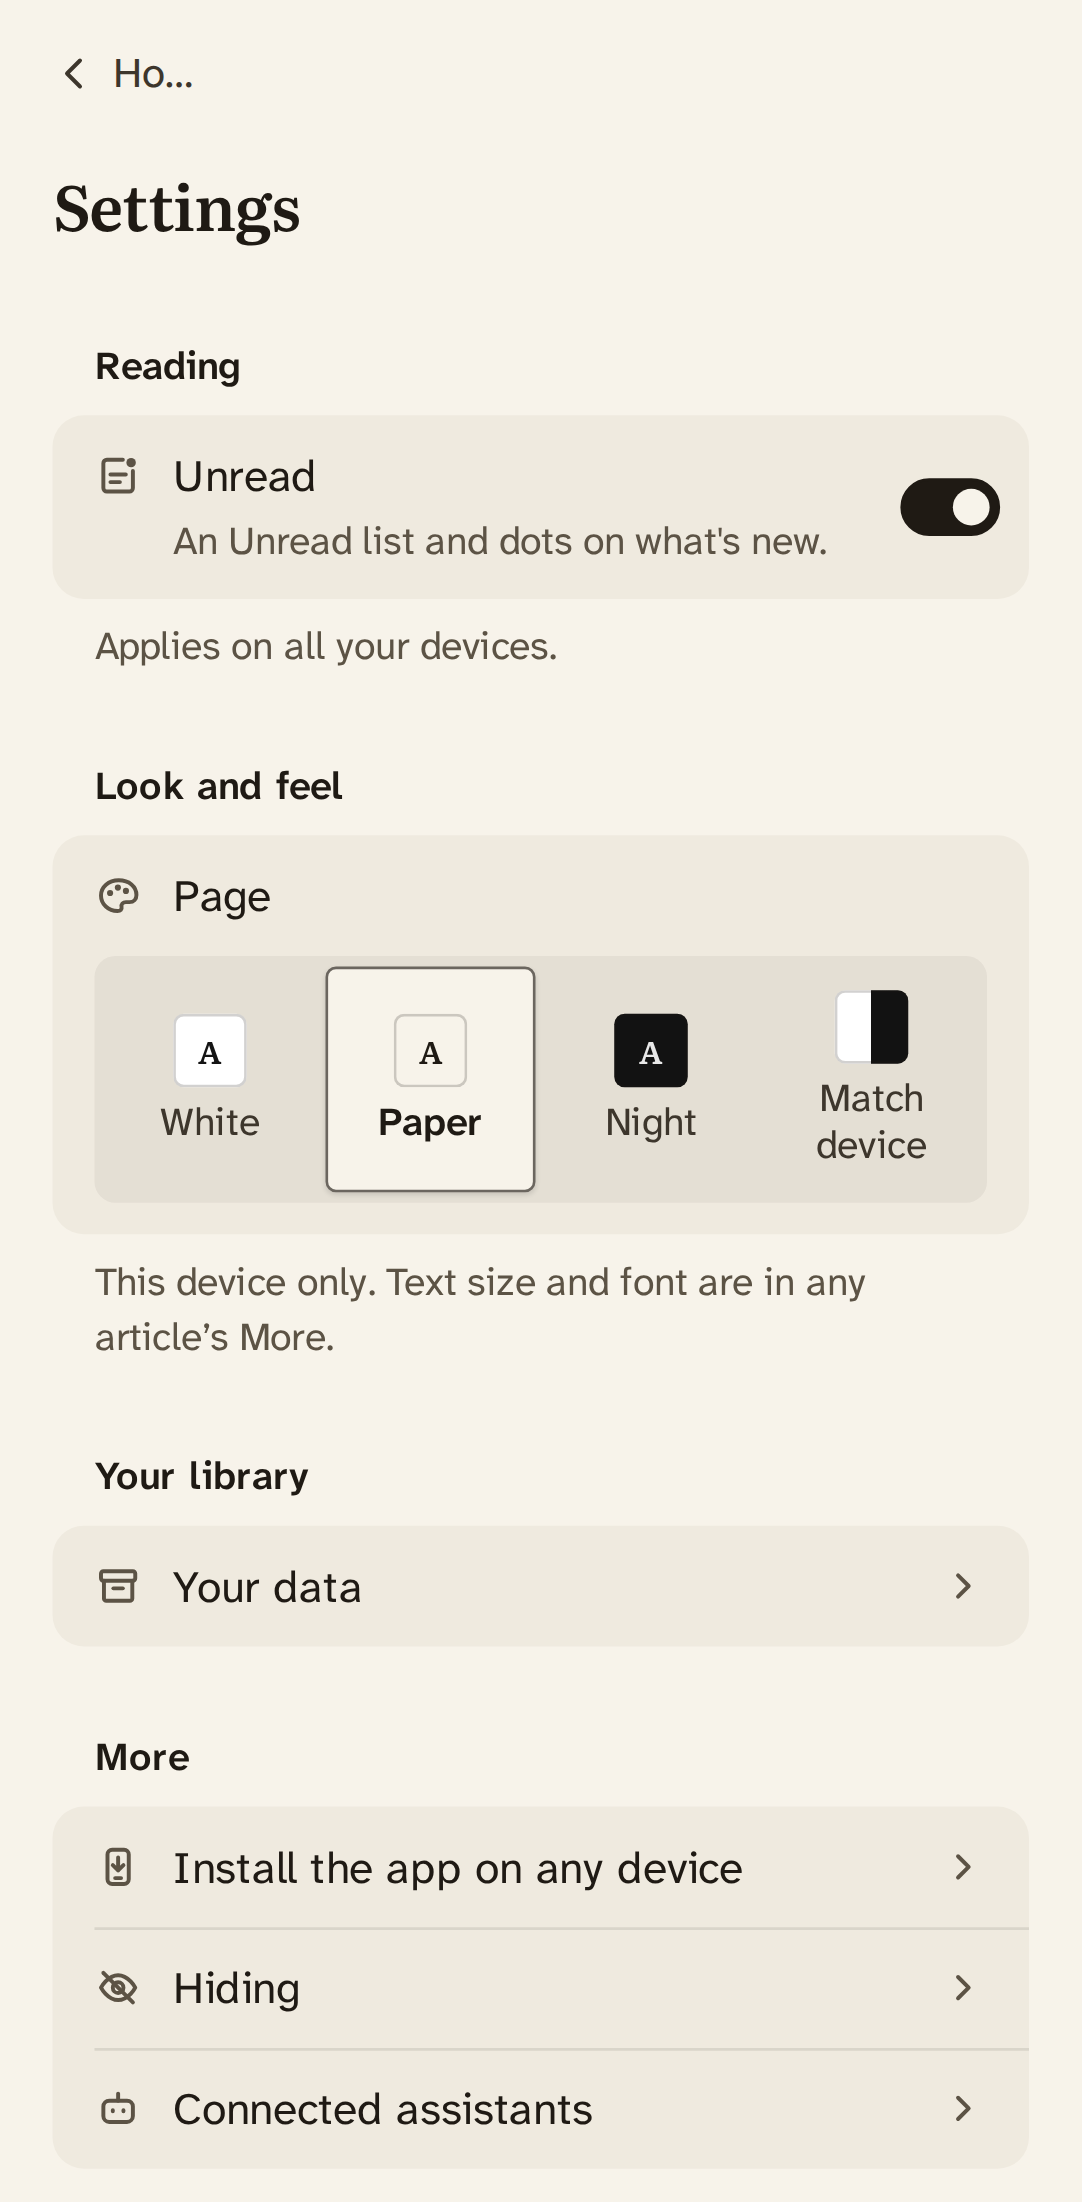 Ho...
Settings
Reading
Unread
An Unread list and dots on what's new.
Applies on all your devices.
Look and feel
Page
A
White
A
Paper
A
Night
Match
device
This device only. Text size and font are in any
article’s More.
Your library
Your data
More
Install the app on any device
Hiding
Connected assistants